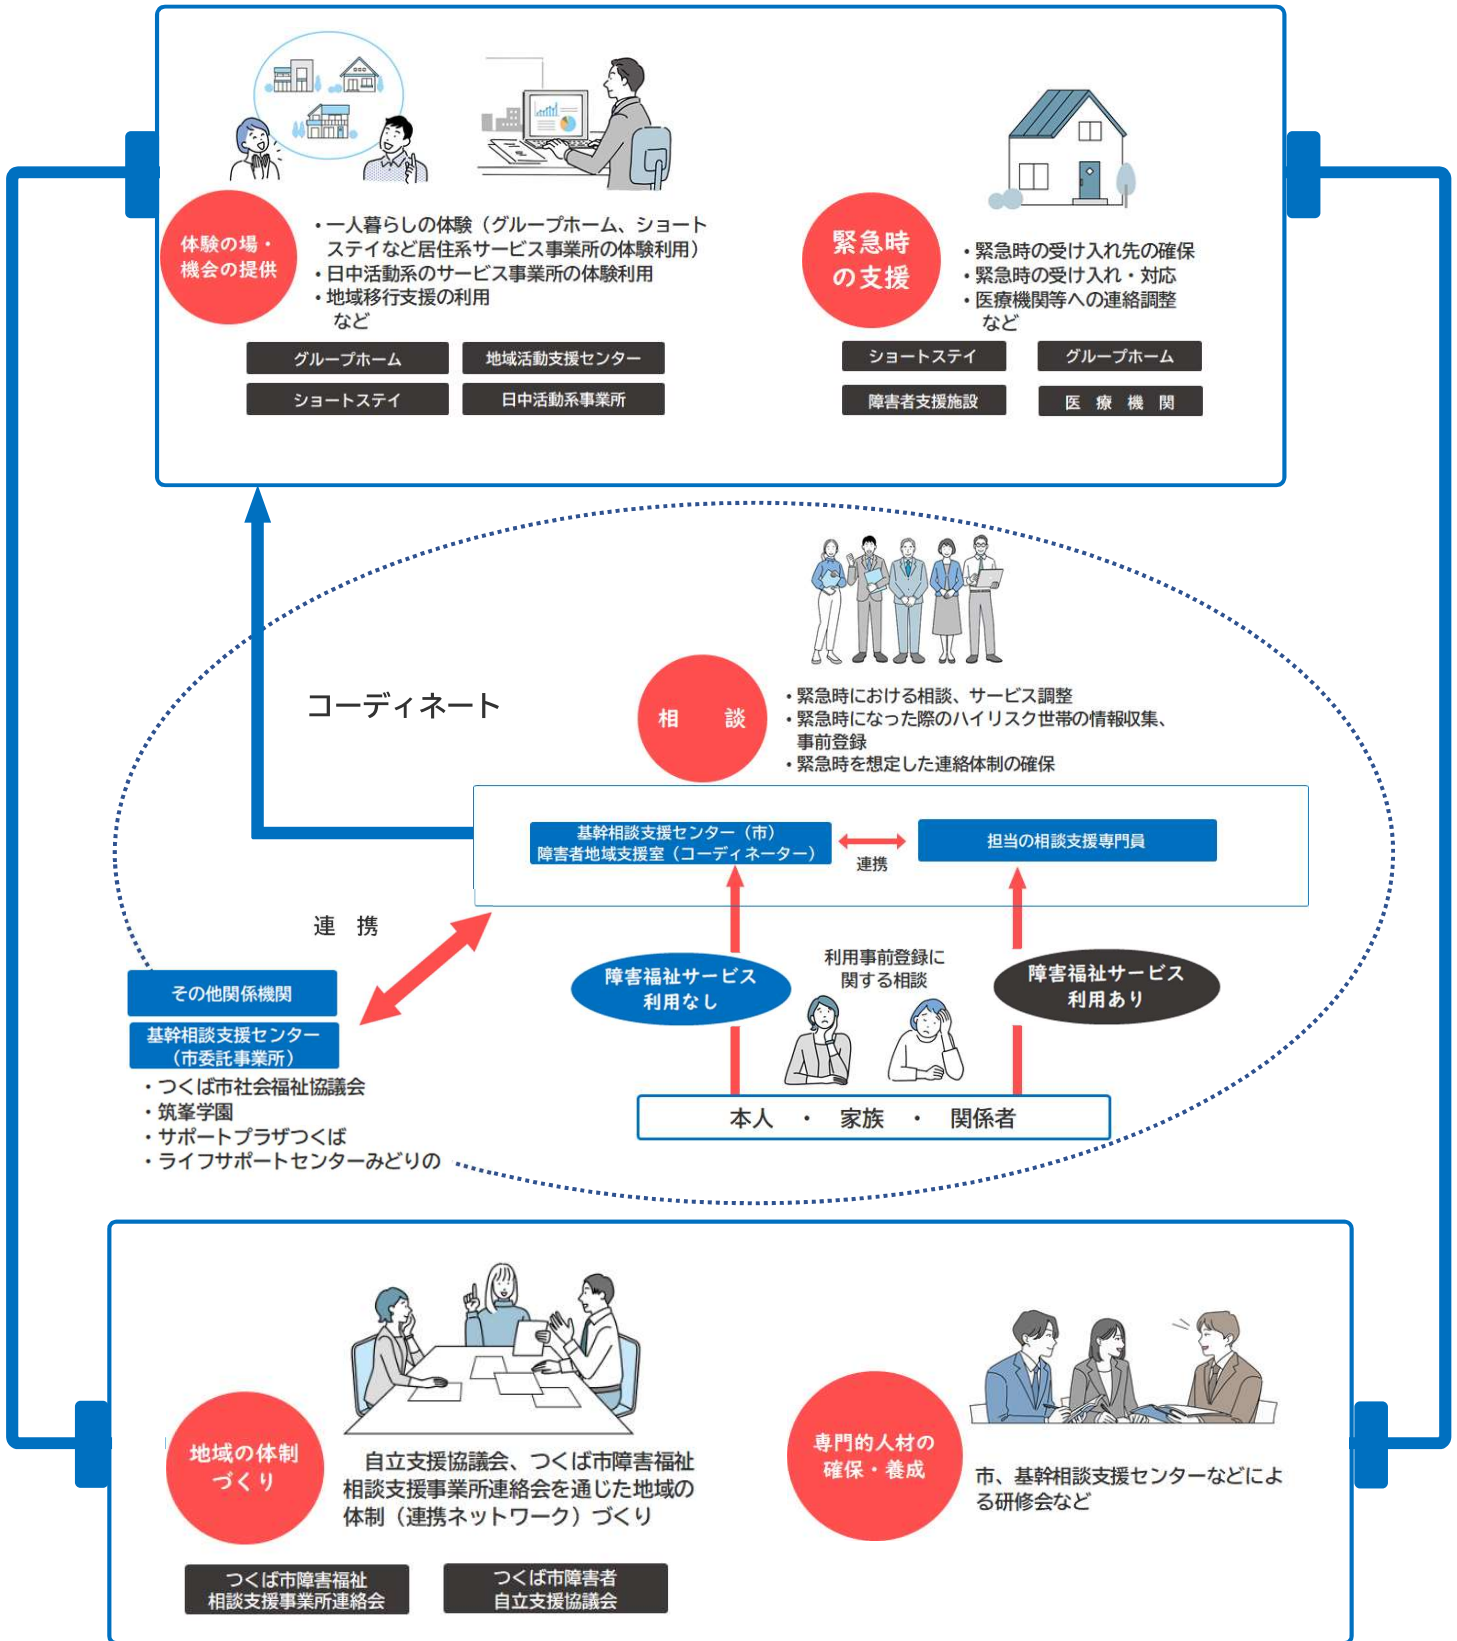 体験の場・
機会の提供
・一人暮らしの体験（グループホーム、ショート
ステイなど居住系サービス事業所の体験利用）
・日中活動系のサービス事業所の体験利用
・地域移行支援の利用
など
グループホーム
地域活動支援センター
ショートステイ
日中活動系事業所
緊急時
の支援
・緊急時の受け入れ先の確保
・緊急時の受け入れ・対応
・医療機関等への連絡調整
など
ショートステイ
グループホーム
障害者支援施設
医 療 機 関
コーディネート
相　談
・緊急時における相談、サービス調整
・緊急時になった際のハイリスク世帯の情報収集、
事前登録
・緊急時を想定した連絡体制の確保
基幹相談支援センター（市）
障害者地域支援室（コーディネーター）
連携
担当の相談支援専門員
連 携
その他関係機関
基幹相談支援センター
（市委託事業所）
・つくば市社会福祉協議会
・筑峯学園
・サポートプラザつくば
・ライフサポートセンターみどりの
障害福祉サービス
利用なし
利用事前登録に
関する相談
障害福祉サービス
利用あり
本人　・　家族　・　関係者
地域の体制
づくり
自立支援協議会、つくば市障害福祉
相談支援事業所連絡会を通じた地域の
体制（連携ネットワーク）づくり
つくば市障害福祉
相談支援事業所連絡会
つくば市障害者
自立支援協議会
専門的人材の
確保・養成
市、基幹相談支援センターなどによ
る研修会など